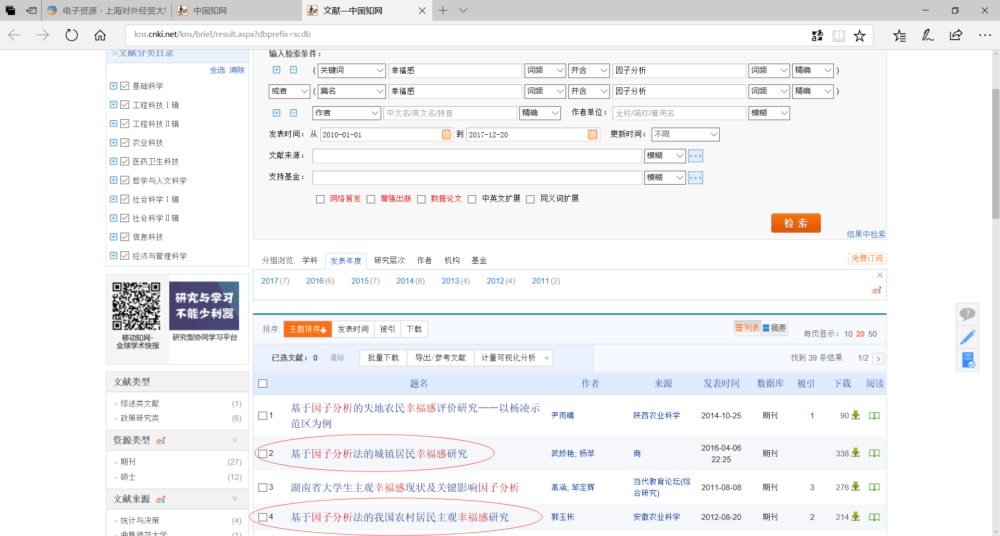 电子资源 - 上海对外经贸大学
中国知网
文献—中国知网
kns.cnki.net/kns/brief/result.aspx?dbprefix=scdb
文献分类目录
全选 清除
基础科学
工程科技Ⅰ辑
工程科技Ⅱ辑
农业科技
医药卫生科技
哲学与人文科学
社会科学Ⅰ辑
社会科学Ⅱ辑
信息科技
经济与管理科学
移动知网-
全球学术快报
研究与学习
不能少利器
研究型协同学习平台
文献类型
综述类文献 (1)
政策研究类 (6)
资源类型
期刊 (27)
硕士 (12)
文献来源
统计与决策 (4)
曲阜师范大学 (1)
输入检索条件：
( 关键词 幸福感 词频 并含 因子分析 词频 精确 )
或者 ( 篇名 幸福感 词频 并含 因子分析 词频 精确 )
作者 中文名/英文名/拼音 精确 作者单位： 全称/简称/曾用名 模糊
发表时间：从 2010-01-01 到 2017-12-20 更新时间： 不限
文献来源： 模糊
支持基金： 模糊
网络首发 增强出版 数据论文 中英文扩展 同义词扩展
检 索
结果中检索
分组浏览: 学科 发表年度 研究层次 作者 机构 基金 免费订阅
2017 (7) 2016 (6) 2015 (7) 2014 (8) 2013 (4) 2012 (4) 2011 (2)
排序: 主题排序 发表时间 被引 下载 列表 摘要 每页显示：10 20 50
已选文献：0 清除 批量下载 导出/参考文献 计量可视化分析 找到 39 条结果 1/2
题名 作者 来源 发表时间 数据库 被引 下载 阅读
1 基于因子分析的失地农民幸福感评价研究——以杨凌示
范区为例 尹雨晴 陕西农业科学 2014-10-25 期刊 1 90
2 基于因子分析法的城镇居民幸福感研究 武娇艳; 杨苹 商 2016-04-06
22:25 期刊 338
3 湖南省大学生主观幸福感现状及关键影响因子分析 高涵; 邹定辉 当代教育论坛(综
合研究) 2011-08-08 期刊 3 276
4 基于因子分析法的我国农村居民主观幸福感研究 郭玉彬 安徽农业科学 2012-08-20 期刊 2 214